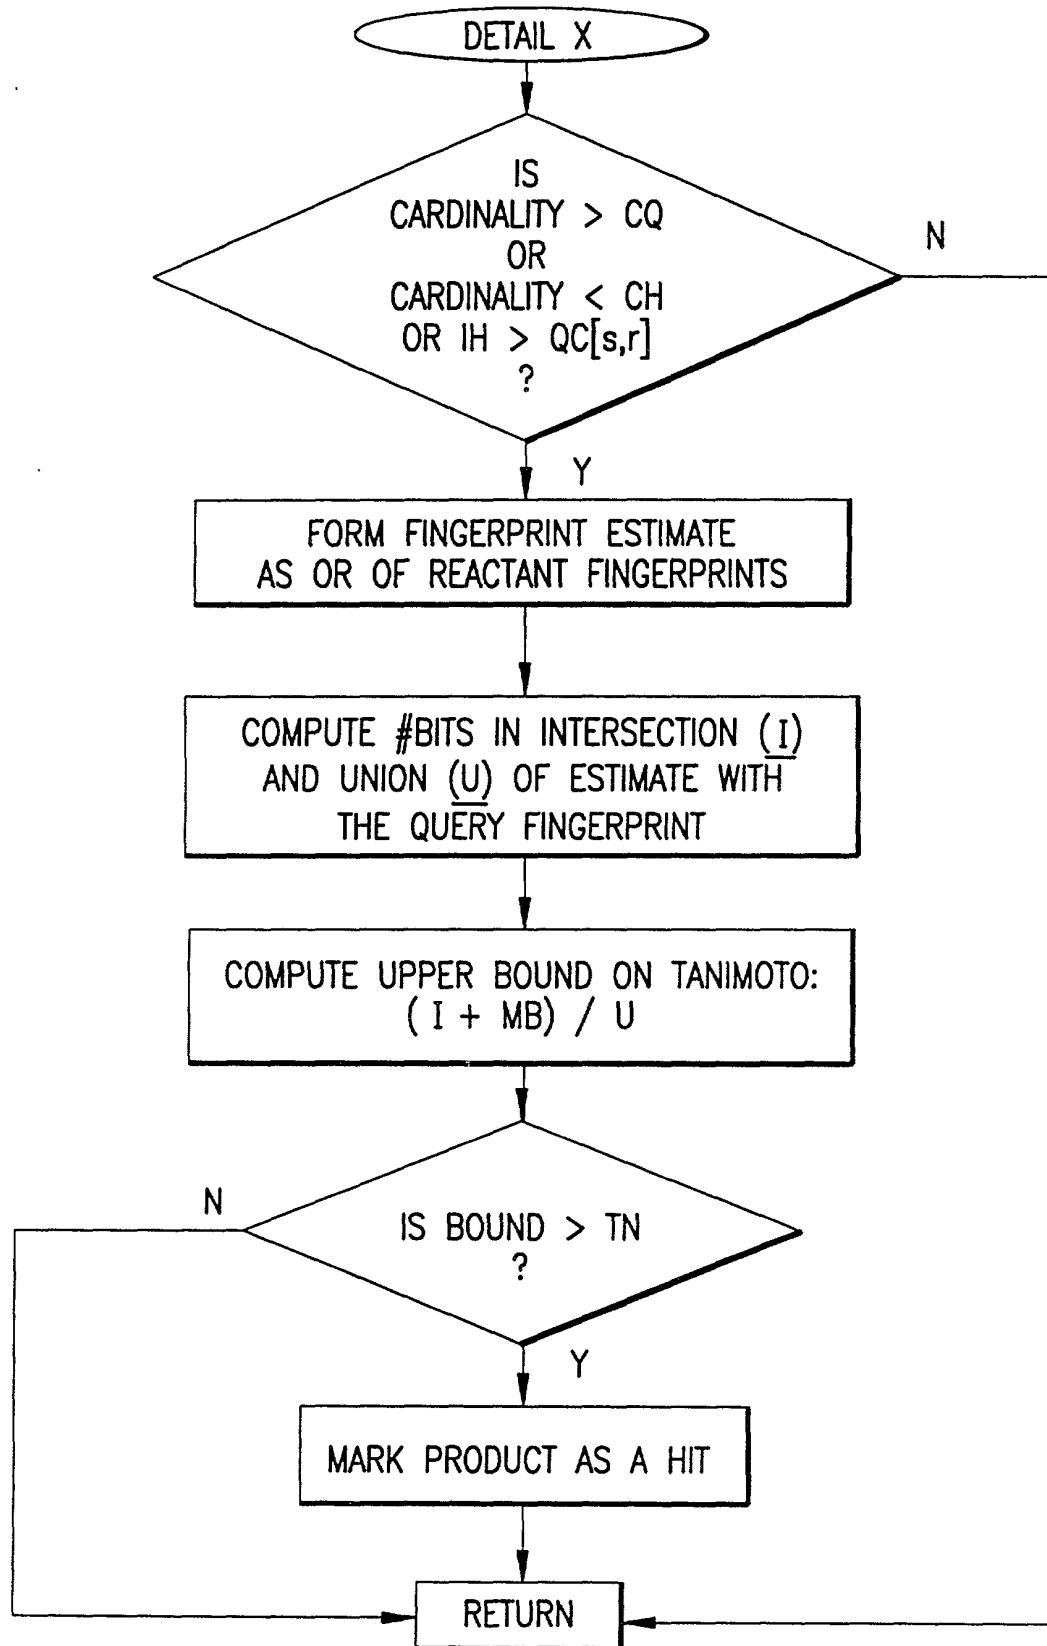 DETAIL X
IS
CARDINALITY > CQ
OR
CARDINALITY < CH
OR IH > QC[s,r]
?
N
Y
FORM FINGERPRINT ESTIMATE
AS OR OF REACTANT FINGERPRINTS
COMPUTE #BITS IN INTERSECTION (I)
AND UNION (U) OF ESTIMATE WITH
THE QUERY FINGERPRINT
COMPUTE UPPER BOUND ON TANIMOTO:
( I + MB) / U
N
IS BOUND > TN
?
Y
MARK PRODUCT AS A HIT
RETURN